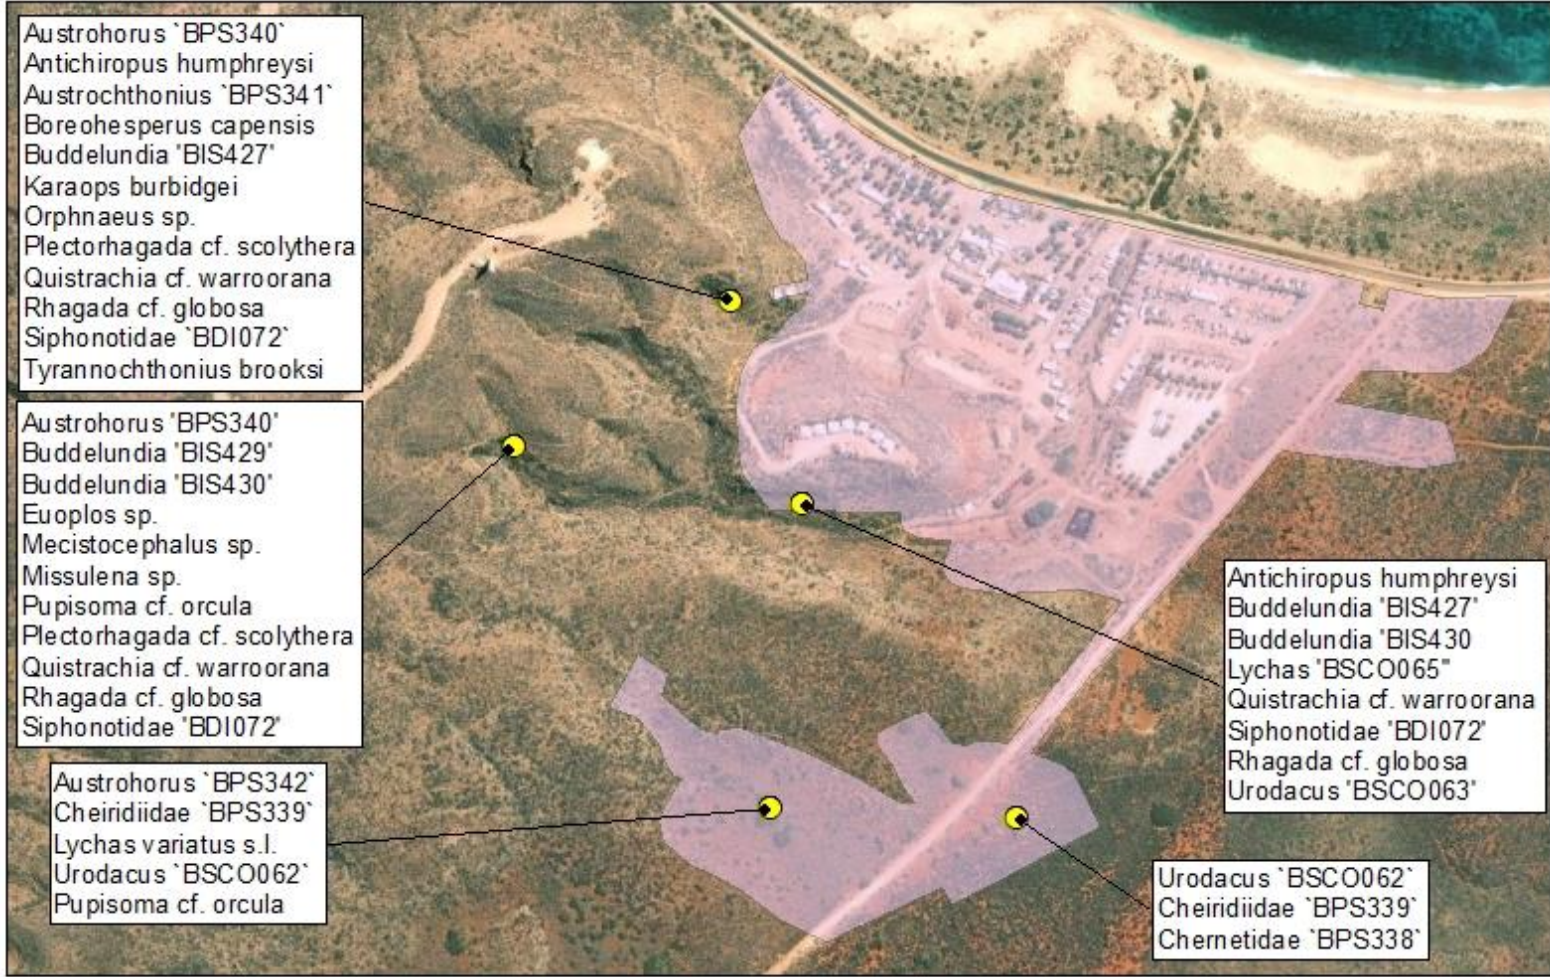 Austrohorus `BPS340`
Antichiropus humphreysi
Austrochthonius `BPS341`
Boreohesperus capensis
Buddelundia 'BIS427'
Karaops burbidgei
Orphnaeus sp.
Plectorhagada cf. scolythera
Quistrachia cf. warroorana
Rhagada cf. globosa
Siphonotidae `BDI072`
Tyrannochthonius brooksi
Austrohorus 'BPS340'
Buddelundia 'BIS429'
Buddelundia 'BIS430'
Euoplos sp.
Mecistocephalus sp.
Missulena sp.
Pupisoma cf. orcula
Plectorhagada cf. scolythera
Quistrachia cf. warroorana
Rhagada cf. globosa
Siphonotidae 'BDI072'
Austrohorus `BPS342`
Cheiridiidae `BPS339`
Lychas variatus s.l.
Urodacus `BSCO062`
Pupisoma cf. orcula
Antichiropus humphreysi
Buddelundia 'BIS427'
Buddelundia 'BIS430
Lychas 'BSCO065"
Quistrachia cf. warroorana
Siphonotidae 'BDI072'
Rhagada cf. globosa
Urodacus 'BSCO063'
Urodacus `BSCO062`
Cheiridiidae `BPS339`
Chernetidae `BPS338`